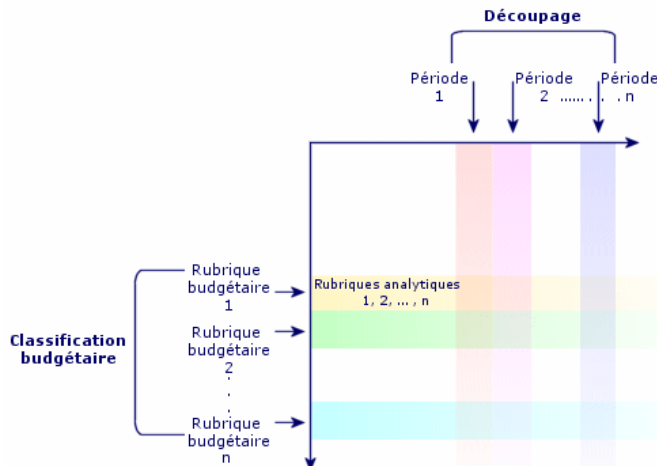 Découpage
Période
1
Période
2 ...... . . . n
Période
Rubrique
budgétaire
1
Rubriques analytiques
1, 2, ... , n
Classification
budgétaire
Rubrique
budgétaire
2
.
.
.
Rubrique
budgétaire
n